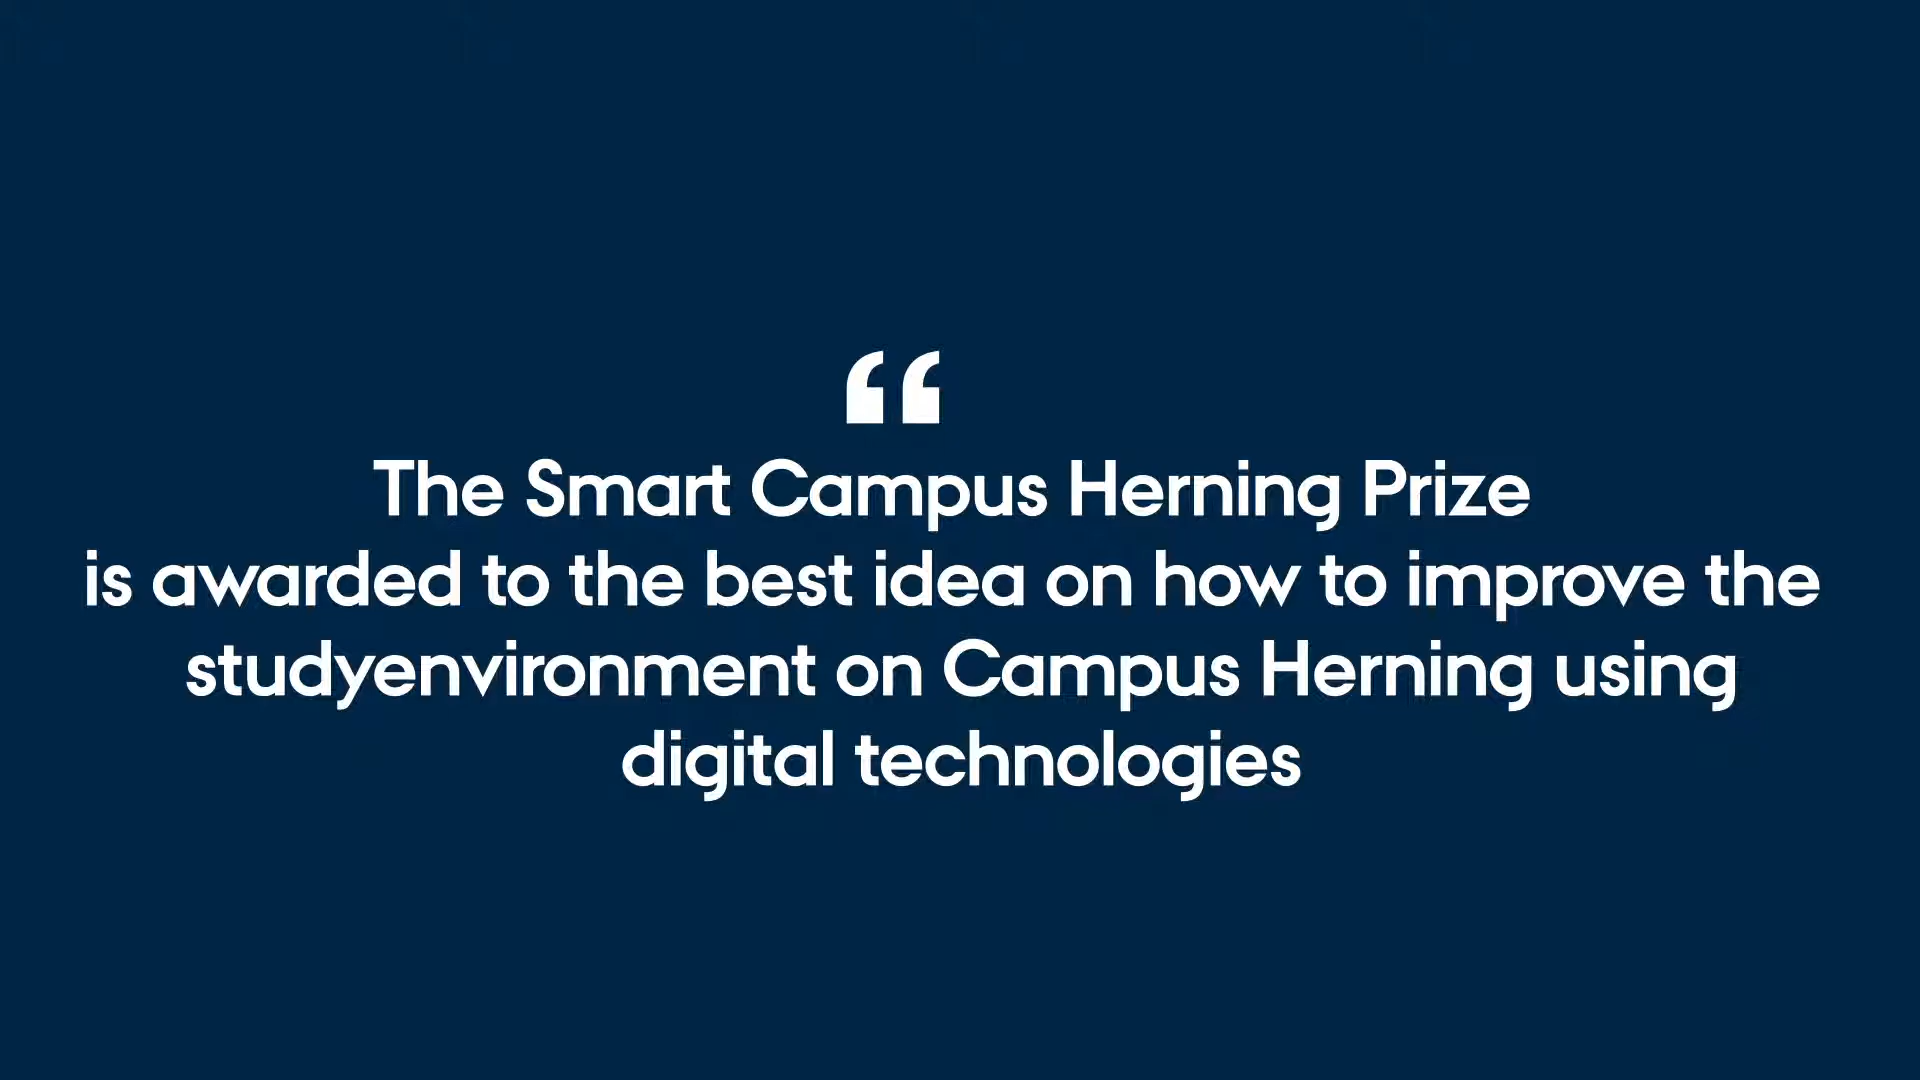 “
The Smart Campus Herning Prize
is awarded to the best idea on how to improve the
studyenvironment on Campus Herning using
digital technologies